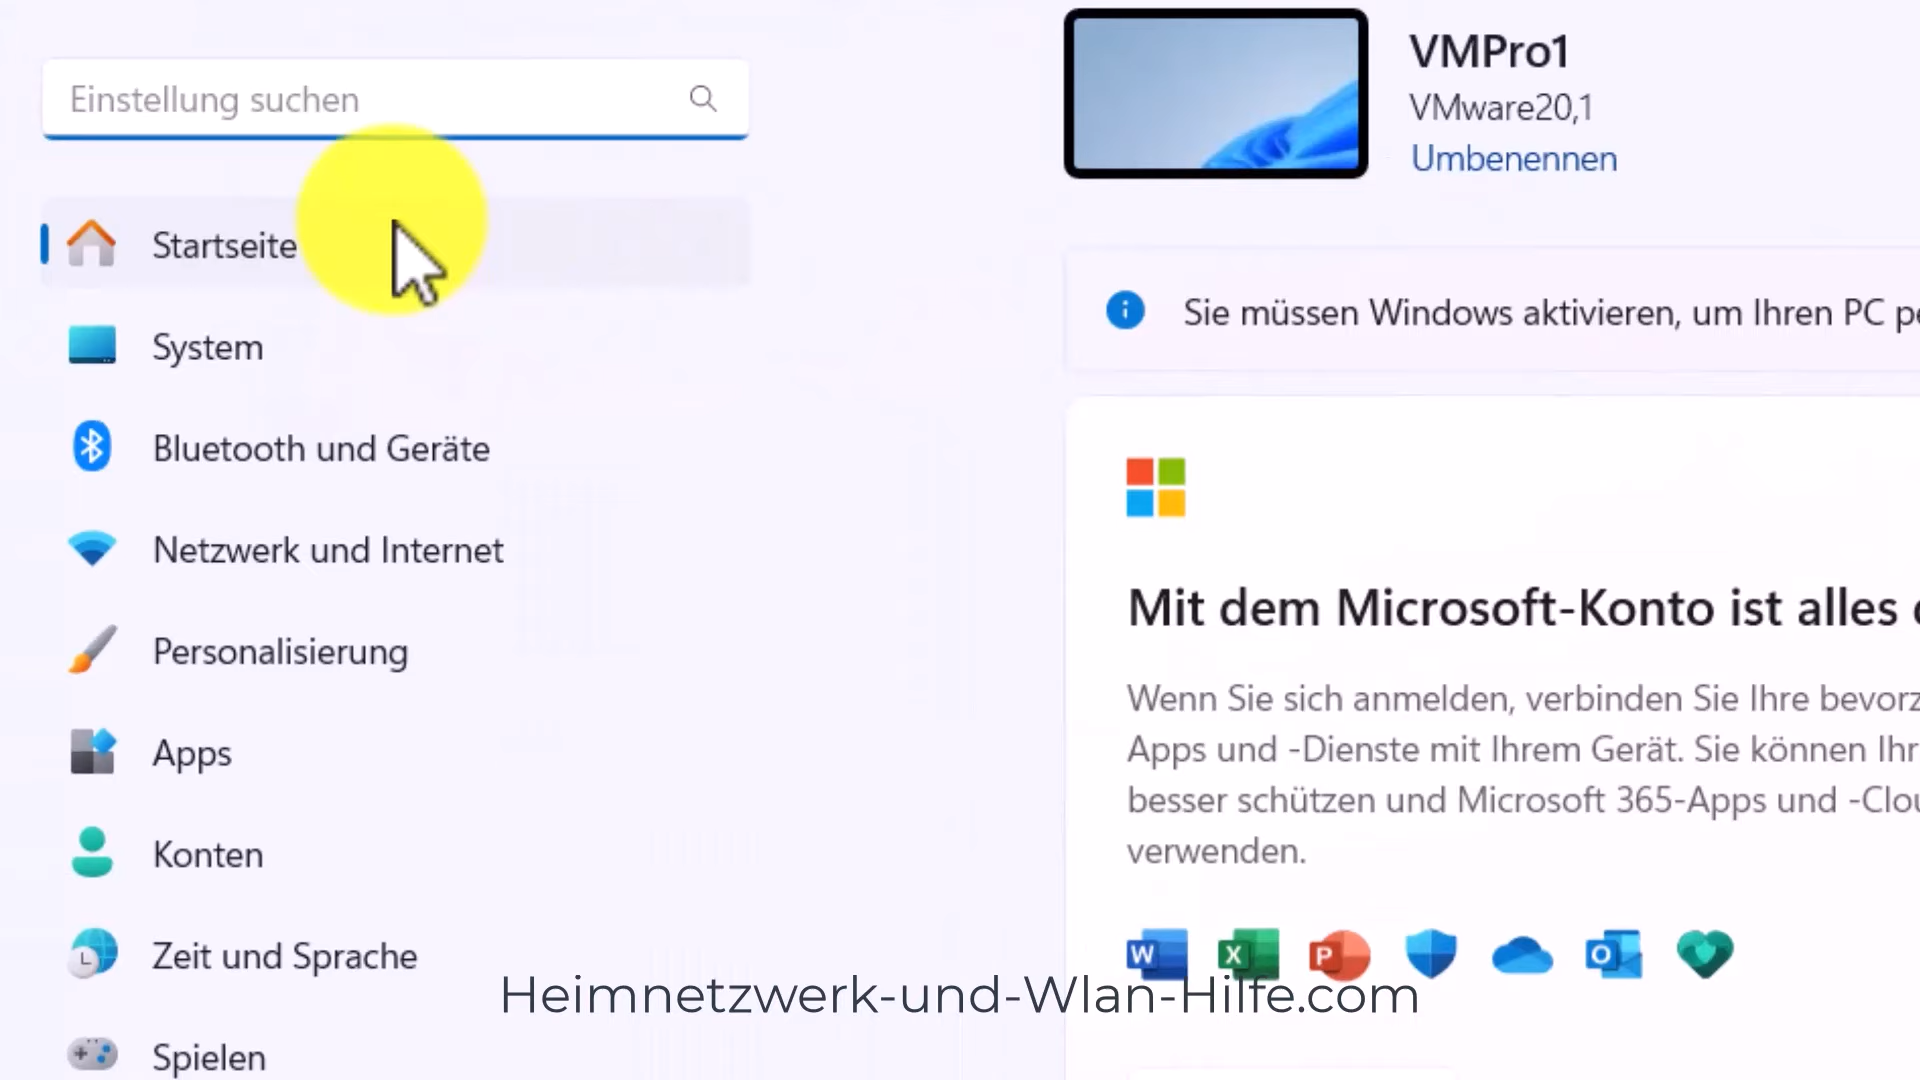 Einstellung suchen
Startseite
System
Bluetooth und Geräte
Netzwerk und Internet
Personalisierung
Apps
Konten
Zeit und Sprache
Spielen
VMPro1
VMware20,1
Umbenennen
Sie müssen Windows aktivieren, um Ihren PC
Mit dem Microsoft-Konto ist alles
Wenn Sie sich anmelden, verbinden Sie Ihre
Apps und -Dienste mit Ihrem Gerät. Sie können
besser schützen und Microsoft 365-Apps und
verwenden.
W X P O
Heimnetzwerk-und-Wlan-Hilfe.com